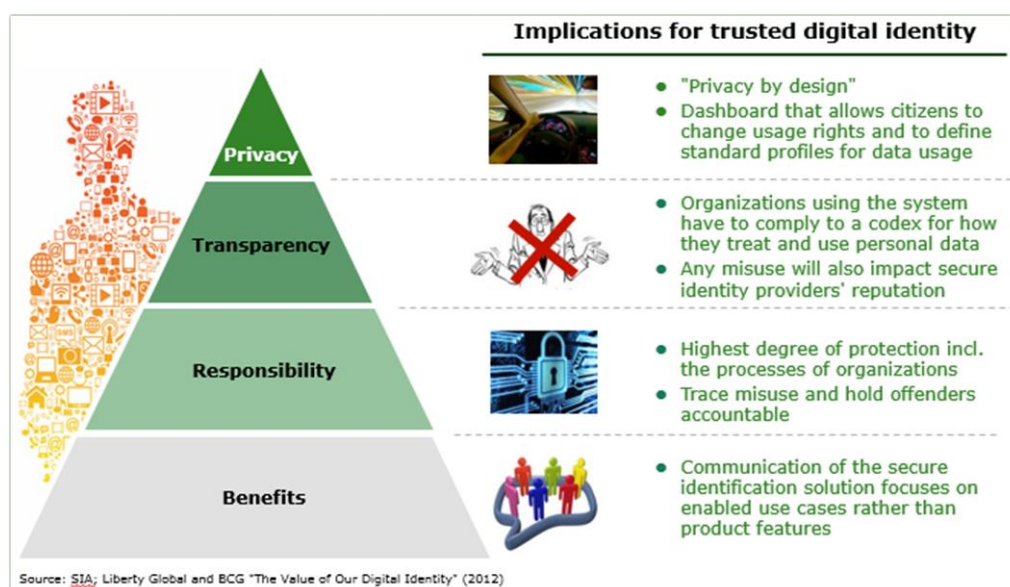 Implications for trusted digital identity
Privacy
"Privacy by design"
Dashboard that allows citizens to
change usage rights and to define
standard profiles for data usage
Transparency
Organizations using the system
have to comply to a codex for how
they treat and use personal data
Any misuse will also impact secure
identity providers' reputation
Responsibility
Highest degree of protection incl.
the processes of organizations
Trace misuse and hold offenders
accountable
Benefits
Communication of the secure
identification solution focuses on
enabled use cases rather than
product features
Source: SIA; Liberty Global and BCG "The Value of Our Digital Identity" (2012)